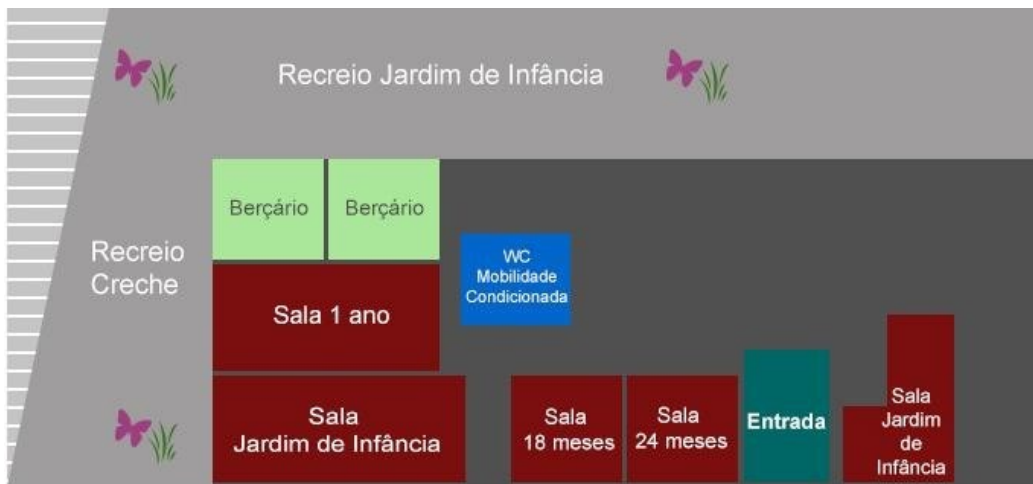 Recreio Jardim de Infância
Berçário
Berçário
Recreio
Creche
WC
Mobilidade
Condicionada
Sala 1 ano
Sala
Jardim de Infância
Sala
18 meses
Sala
24 meses
Entrada
Sala
Jardim
de
Infância